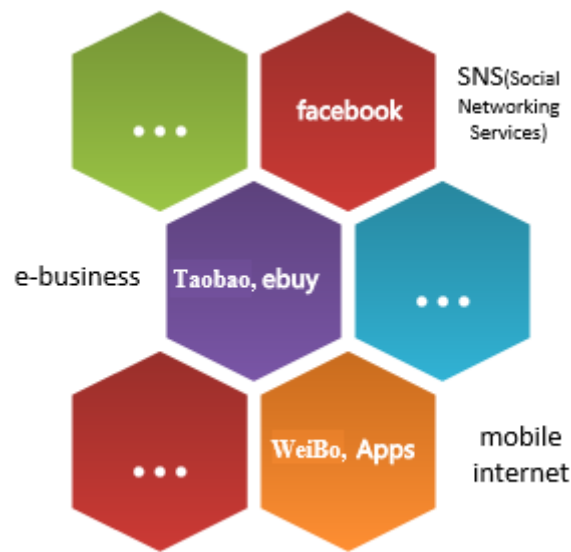 ...
facebook
SNS(Social
Networking
Services)
e-business
Taobao, ebuy
...
...
WeiBo, Apps
mobile
internet